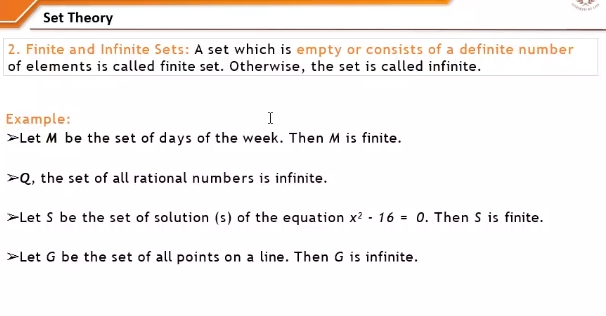 Set Theory
2. Finite and Infinite Sets: A set which is empty or consists of a definite number
of elements is called finite set. Otherwise, the set is called infinite.
Example:
➢Let M be the set of days of the week. Then M is finite.
➢Q, the set of all rational numbers is infinite.
➢Let S be the set of solution (s) of the equation x² - 16 = 0. Then S is finite.
➢Let G be the set of all points on a line. Then G is infinite.